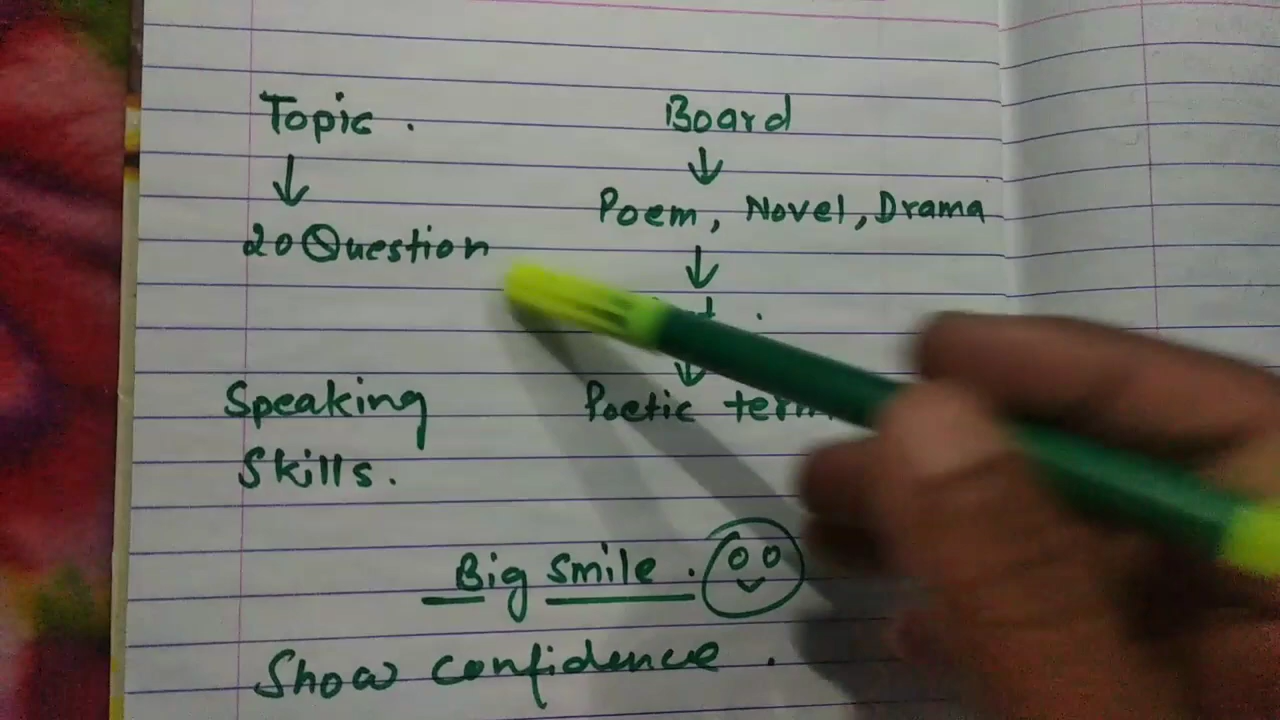 Topic .
↓
20 Question
Speaking
Skills.
Board
↓
Poem, Novel, Drama
↓
↓
Poetic
Big Smile .
Show confidence .